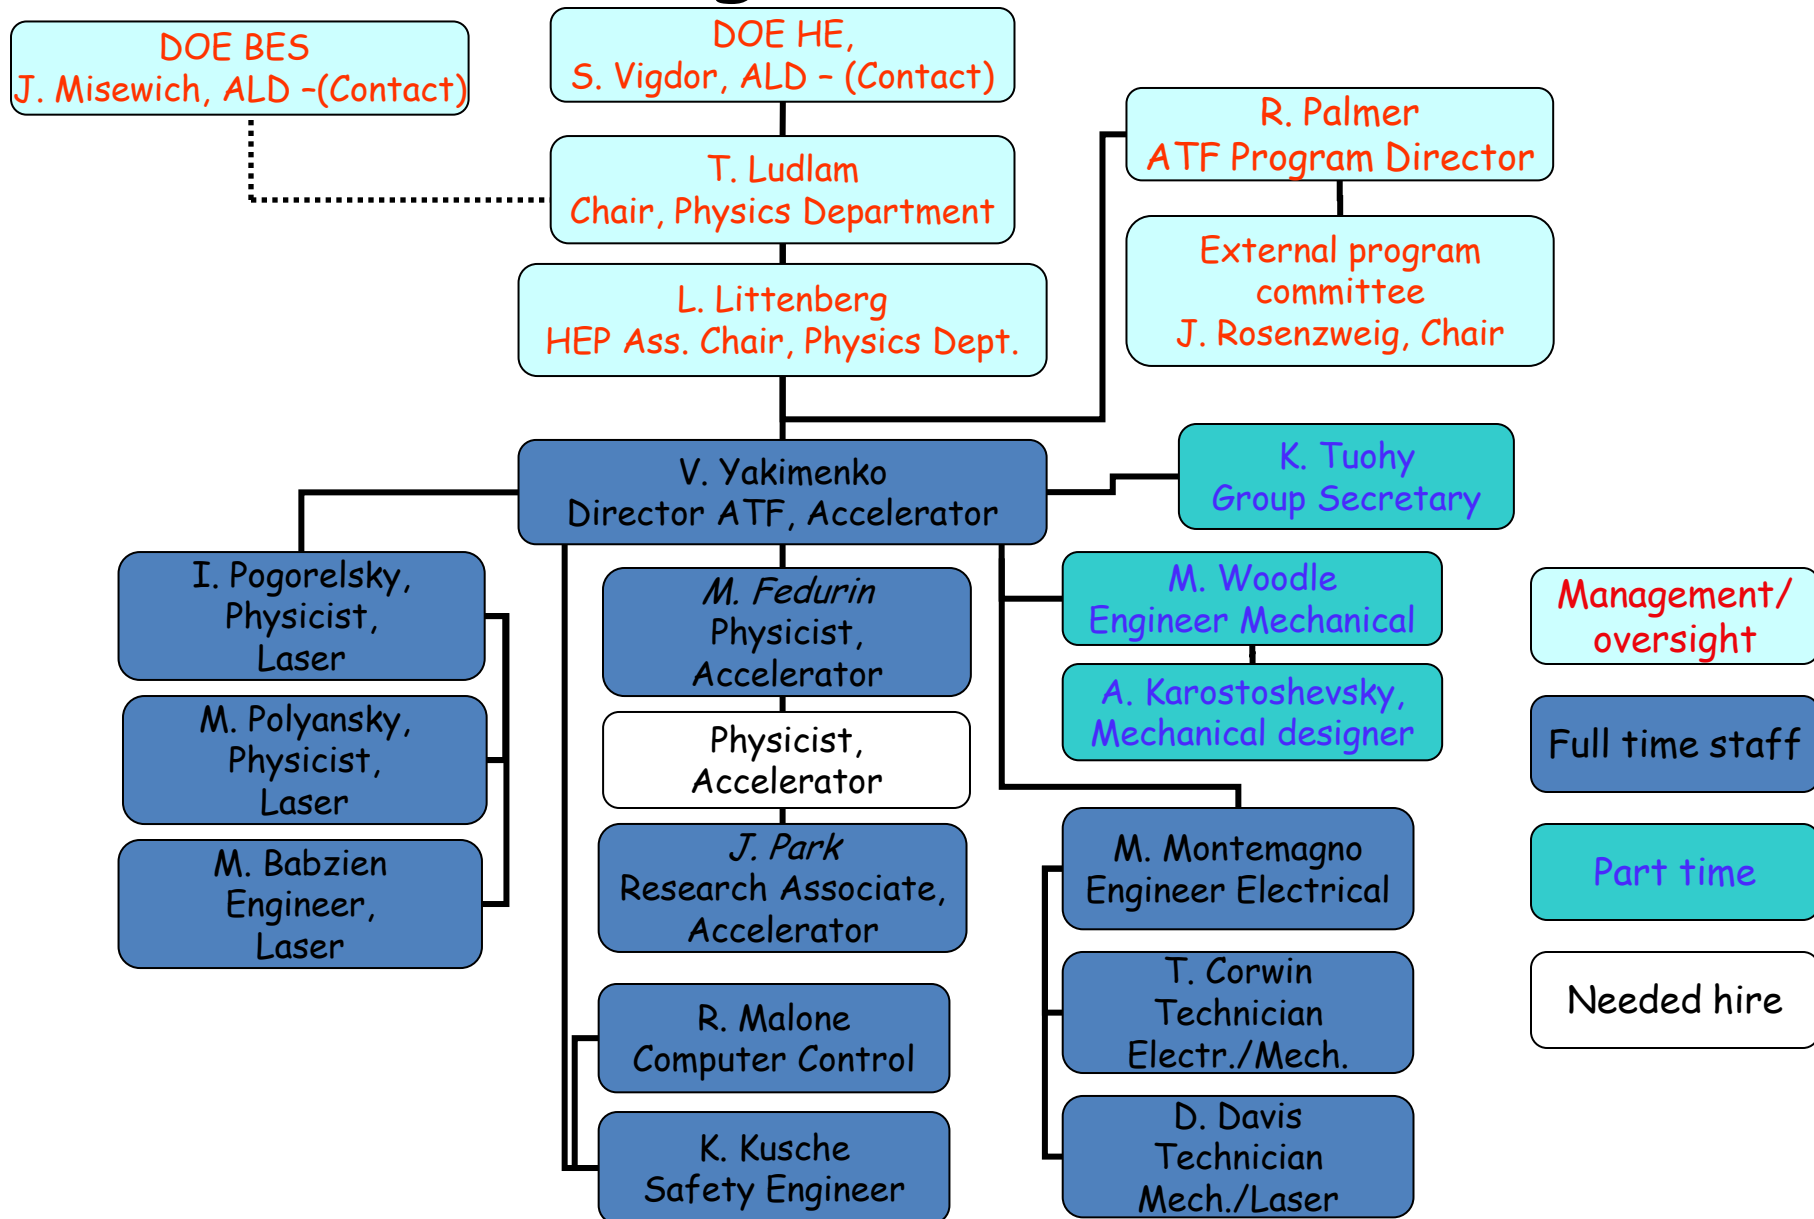 DOE BES
J. Misewich, ALD –(Contact)
DOE HE,
S. Vigdor, ALD – (Contact)
R. Palmer
ATF Program Director
T. Ludlam
Chair, Physics Department
External program
committee
J. Rosenzweig, Chair
L. Littenberg
HEP Ass. Chair, Physics Dept.
V. Yakimenko
Director ATF, Accelerator
K. Tuohy
Group Secretary
I. Pogorelsky,
Physicist,
Laser
M. Polyansky,
Physicist,
Laser
M. Babzien
Engineer,
Laser
M. Fedurin
Physicist,
Accelerator
Physicist,
Accelerator
J. Park
Research Associate,
Accelerator
R. Malone
Computer Control
K. Kusche
Safety Engineer
M. Woodle
Engineer Mechanical
A. Karostoshevsky,
Mechanical designer
M. Montemagno
Engineer Electrical
T. Corwin
Technician
Electr./Mech.
D. Davis
Technician
Mech./Laser
Management/
oversight
Full time staff
Part time
Needed hire